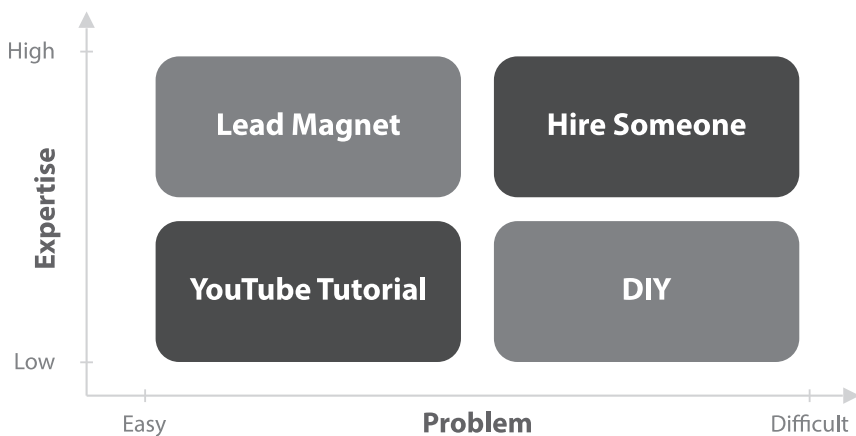 High
Lead Magnet
Hire Someone
Expertise
YouTube Tutorial
DIY
Low
Easy
Problem
Difficult